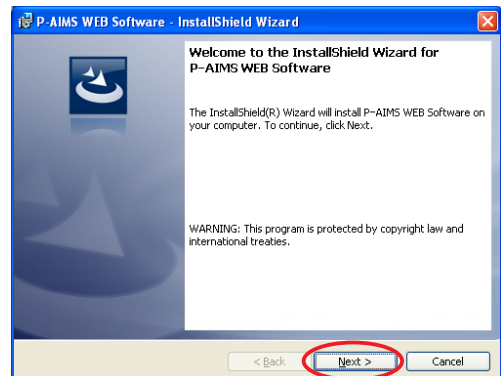 P-AIMS WEB Software - InstallShield Wizard
Welcome to the InstallShield Wizard for
P-AIMS WEB Software
The InstallShield(R) Wizard will install P-AIMS WEB Software on
your computer. To continue, click Next.
WARNING: This program is protected by copyright law and
international treaties.
< Back Next > Cancel